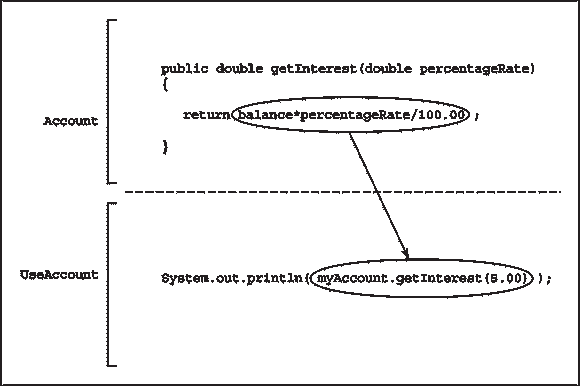 public double getInterest(double percentageRate)
{
return balance*percentageRate/100.00 ;
}
Account
UseAccount
System.out.println( myAccount.getInterest(5.00) );